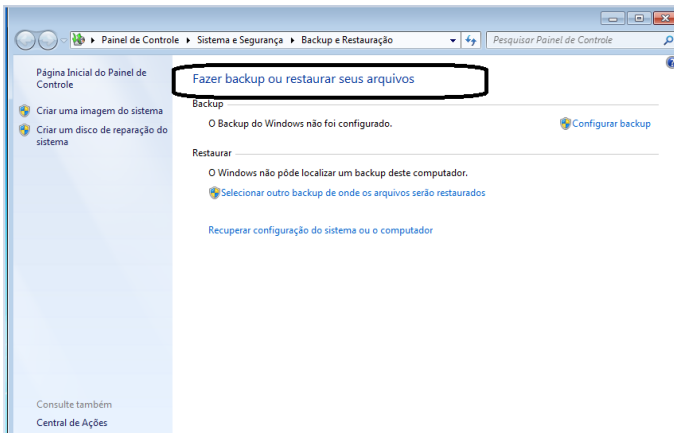 Painel de Controle ▸ Sistema e Segurança ▸ Backup e Restauração
Pesquisar Painel de Controle
Página Inicial do Painel de
Controle
Criar uma imagem do sistema
Criar um disco de reparação do
sistema
Fazer backup ou restaurar seus arquivos
Backup
O Backup do Windows não foi configurado.
Configurar backup
Restaurar
O Windows não pôde localizar um backup deste computador.
Selecionar outro backup de onde os arquivos serão restaurados
Recuperar configuração do sistema ou o computador
Consulte também
Central de Ações